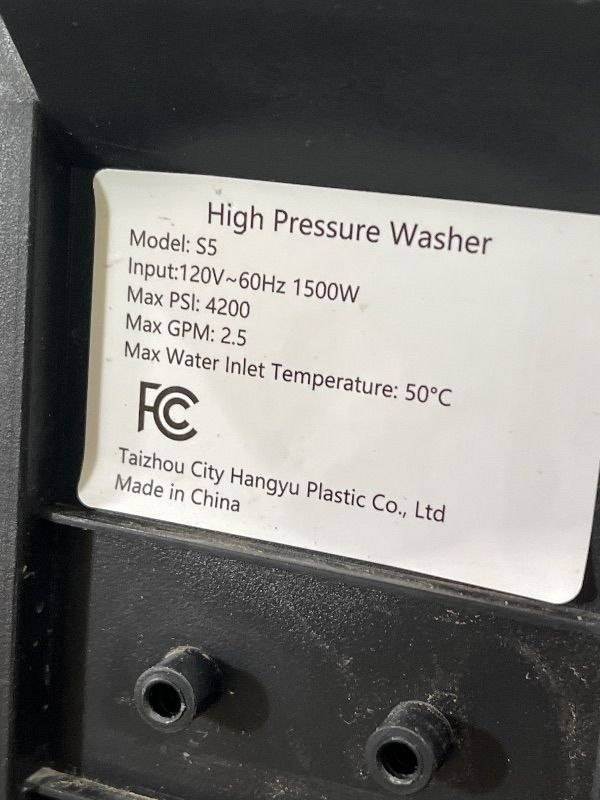 High Pressure Washer
Model: S5
Input:120V~60Hz 1500W
Max PSI: 4200
Max GPM: 2.5
Max Water Inlet Temperature: 50°C
FC
Taizhou City Hangyu Plastic Co., Ltd
Made in China